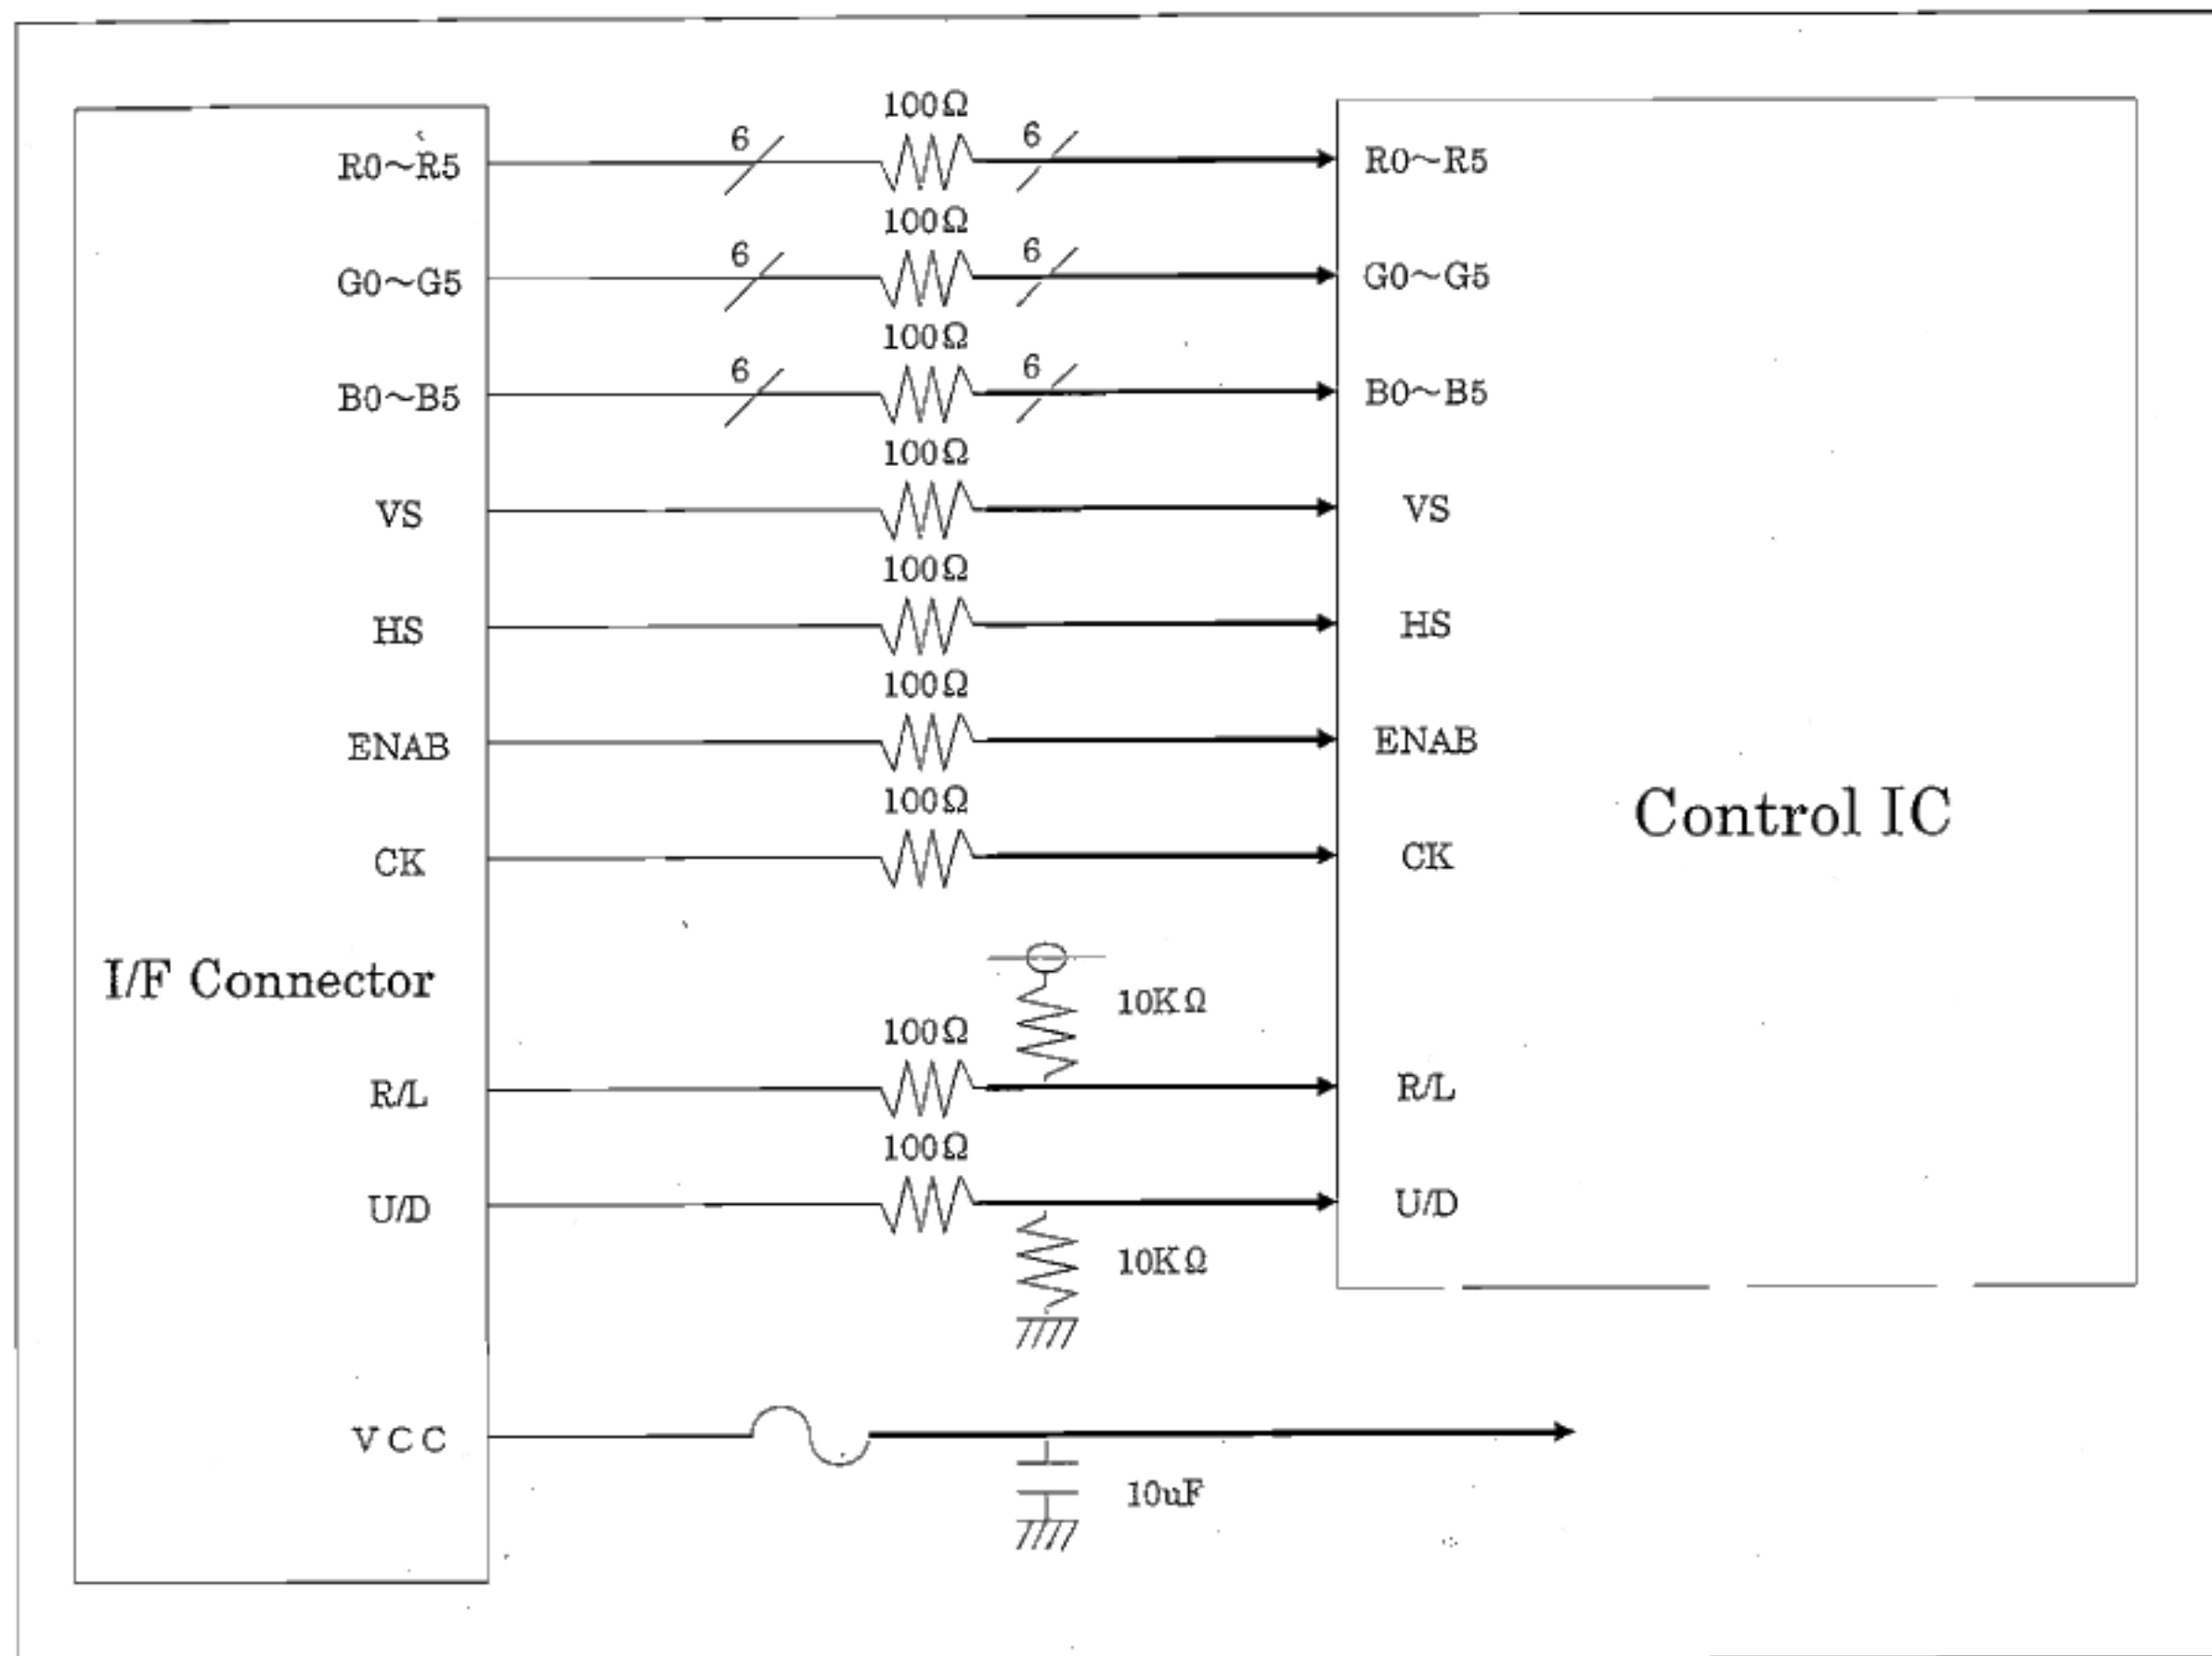 100Ω
R0～R5 6 6 R0～R5
100Ω
G0～G5 6 6 G0～G5
100Ω
B0～B5 6 6 B0～B5
100Ω
VS VS
100Ω
HS HS
100Ω
ENAB ENAB
100Ω
Control IC
CK CK
I/F Connector
10KΩ
100Ω
R/L R/L
100Ω
U/D U/D
10KΩ
VCC
10uF